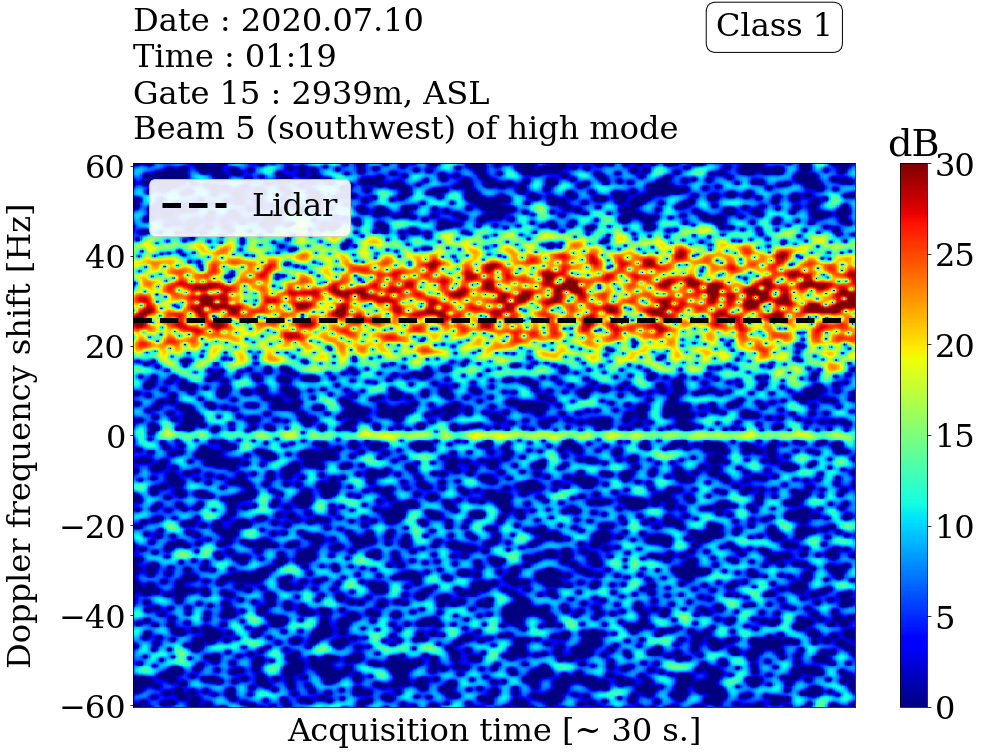 Date : 2020.07.10
Time : 01:19
Gate 15 : 2939m, ASL
Beam 5 (southwest) of high mode
Class 1
dB
Lidar
60
40
20
0
−20
−40
−60
Doppler frequency shift [Hz]
Acquisition time [~ 30 s.]
30
25
20
15
10
5
0